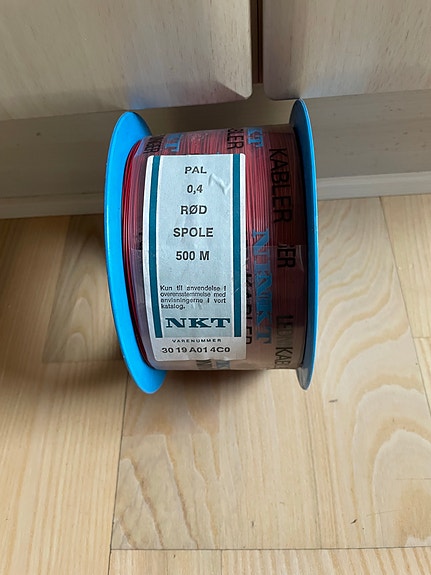 PAL
0,4
RØD
SPOLE
500 M
Kun til anvendelse i
overensstemmelse med
anvisningerne i vort
katalog.
NKT
VARENUMMER
3019A014C0
NKT
KABLER
NKT
KABLER